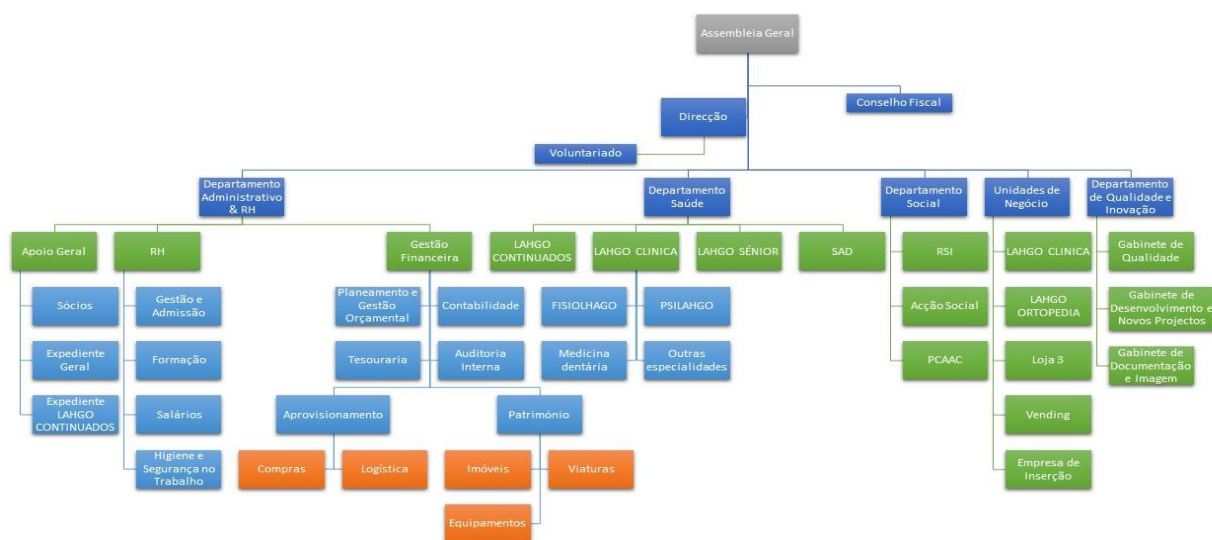 Assembleia Geral
Conselho Fiscal
Direcção
Voluntariado
Departamento
Administrativo
& RH
Departamento
Saúde
Departamento
Social
Unidades de
Negócio
Departamento
de Qualidade e
Inovação
Apoio Geral
RH
Gestão
Financeira
LAHGO
CONTINUADOS
LAHGO CLINICA
LAHGO SÉNIOR
SAD
RSI
LAHGO CLINICA
Gabinete de
Qualidade
Sócios
Gestão e
Admissão
Planeamento e
Gestão
Orçamental
Contabilidade
FISIOLHAGO
PSILAHGO
Acção Social
LAHGO
ORTOPEDIA
Gabinete de
Desenvolvimento e
Novos Projectos
Expediente
Geral
Formação
Tesouraria
Auditoria
Interna
Medicina
dentária
Outras
especialidades
PCAAC
Loja 3
Gabinete de
Documentação
e Imagem
Expediente
LAHGO
CONTINUADOS
Salários
Aprovisionamento
Património
Vending
Higiene e
Segurança no
Trabalho
Compras
Logística
Imóveis
Viaturas
Empresa de
Inserção
Equipamentos